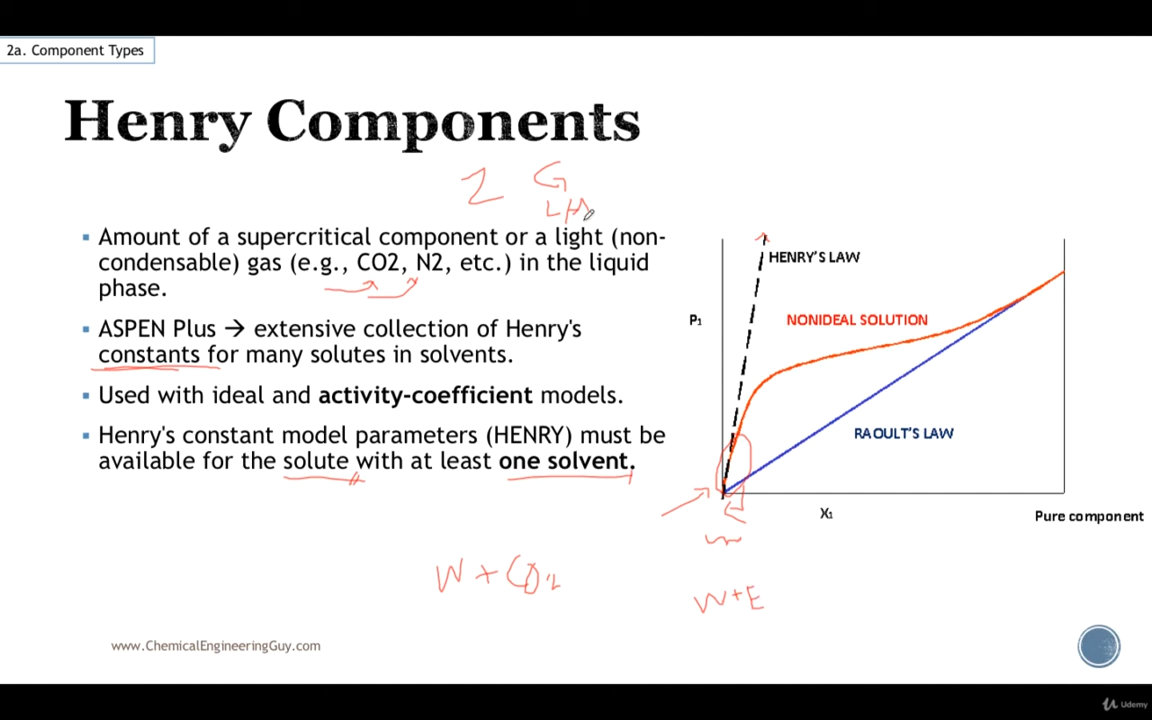 2a. Component Types
Henry Components
2 G
▪ Amount of a supercritical component or a light (non-
condensable) gas (e.g., CO2, N2, etc.) in the liquid
phase.
▪ ASPEN Plus → extensive collection of Henry's
constants for many solutes in solvents.
▪ Used with ideal and activity-coefficient models.
▪ Henry's constant model parameters (HENRY) must be
available for the solute with at least one solvent.
HENRY'S LAW
P1
NONIDEAL SOLUTION
RAOULT'S LAW
X1
Pure component
W + CO2
W+E
www.ChemicalEngineeringGuy.com
Udemy